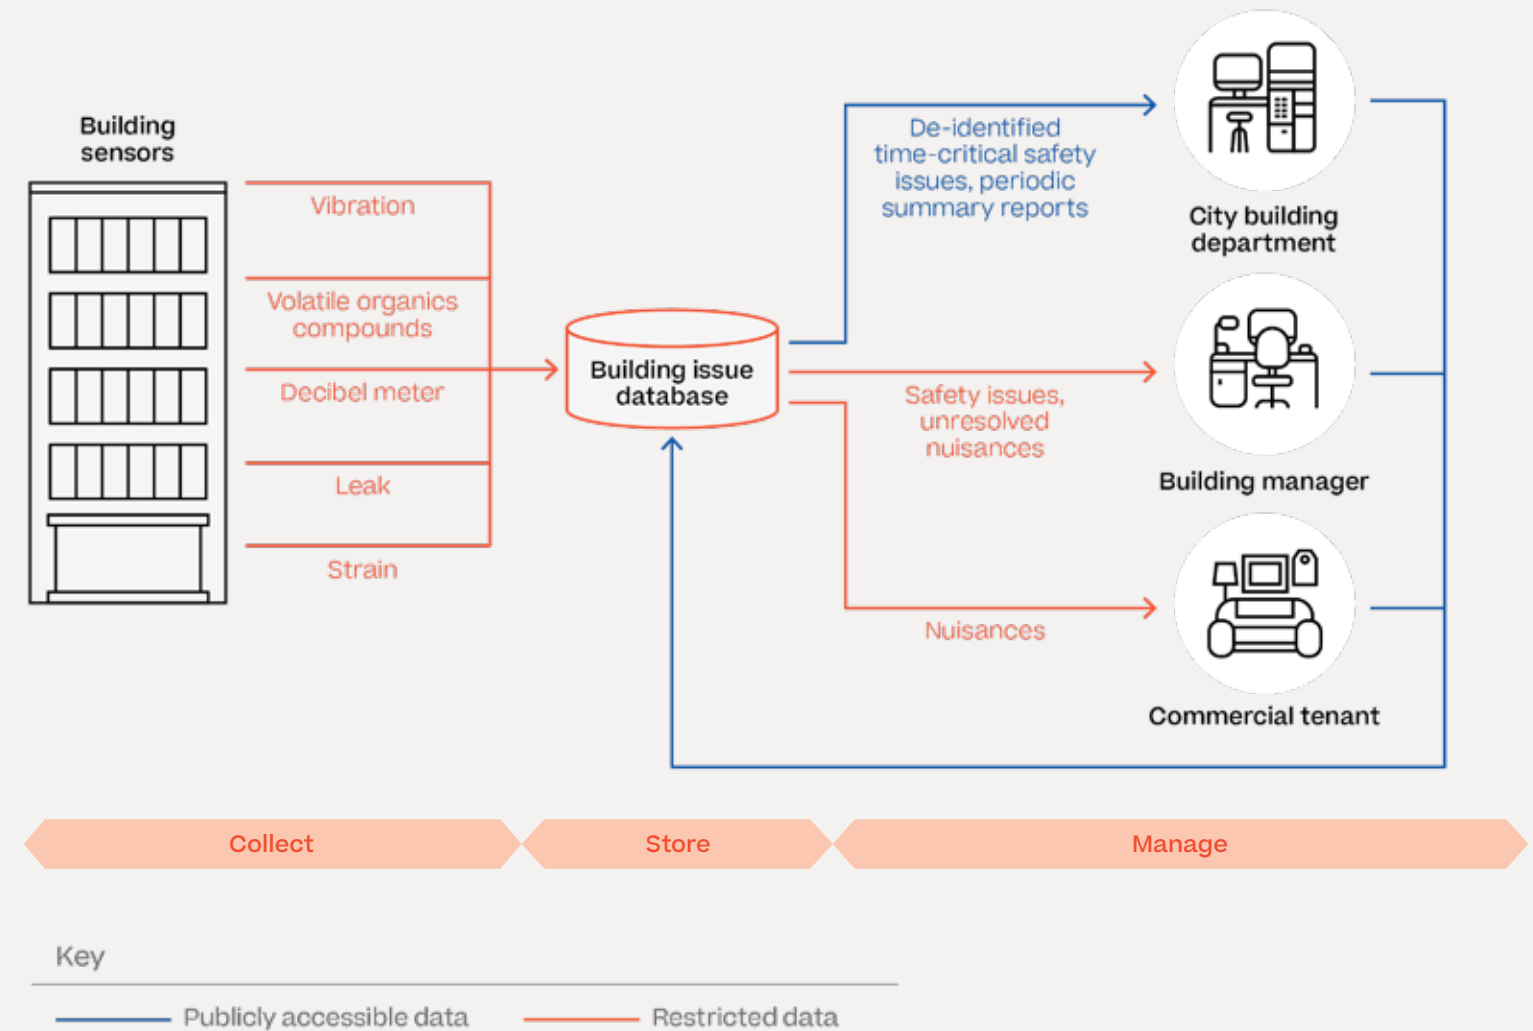 Building
sensors
Vibration
Volatile organics
compounds
Decibel meter
Leak
Strain
Building issue
database
De-identified
time-critical safety
issues, periodic
summary reports
Safety issues,
unresolved
nuisances
Nuisances
City building
department
Building manager
Commercial tenant
Collect
Store
Manage
Key
Publicly accessible data
Restricted data